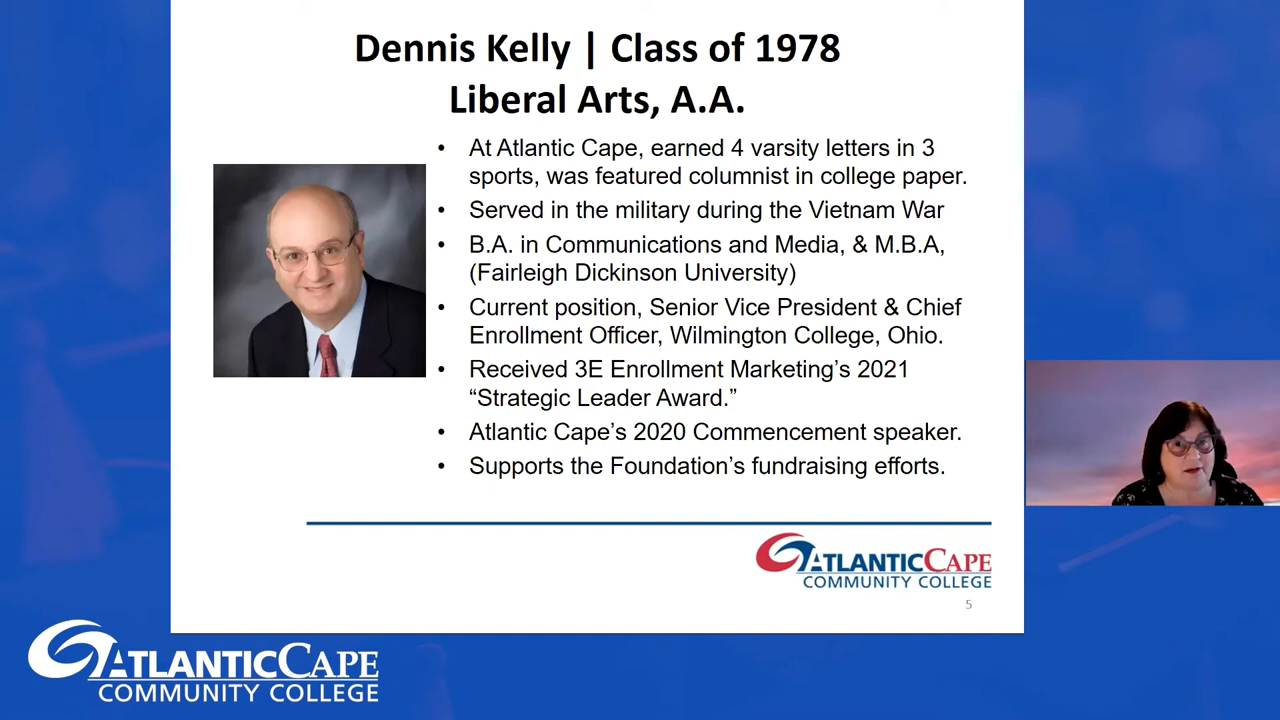 Dennis Kelly | Class of 1978
Liberal Arts, A.A.
• At Atlantic Cape, earned 4 varsity letters in 3
sports, was featured columnist in college paper.
• Served in the military during the Vietnam War
• B.A. in Communications and Media, & M.B.A,
(Fairleigh Dickinson University)
• Current position, Senior Vice President & Chief
Enrollment Officer, Wilmington College, Ohio.
• Received 3E Enrollment Marketing’s 2021
“Strategic Leader Award.”
• Atlantic Cape’s 2020 Commencement speaker.
• Supports the Foundation’s fundraising efforts.
ATLANTICCAPE
COMMUNITY COLLEGE
5
ATLANTICCAPE
COMMUNITY COLLEGE